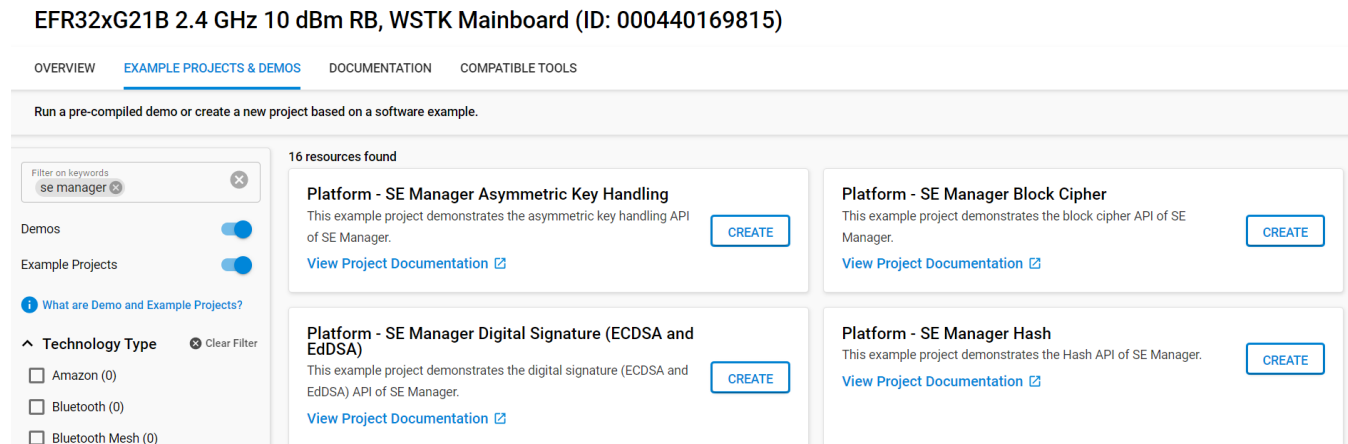 EFR32xG21B 2.4 GHz 10 dBm RB, WSTK Mainboard (ID: 000440169815)
OVERVIEW
EXAMPLE PROJECTS & DEMOS
DOCUMENTATION
COMPATIBLE TOOLS
Run a pre-compiled demo or create a new project based on a software example.
Filter on keywords
se manager
Demos
Example Projects
What are Demo and Example Projects?
Technology Type
Clear Filter
Amazon (0)
Bluetooth (0)
Bluetooth Mesh (0)
16 resources found
Platform - SE Manager Asymmetric Key Handling
This example project demonstrates the asymmetric key handling API
of SE Manager.
CREATE
View Project Documentation
Platform - SE Manager Block Cipher
This example project demonstrates the block cipher API of SE
Manager.
CREATE
View Project Documentation
Platform - SE Manager Digital Signature (ECDSA and
EdDSA)
This example project demonstrates the digital signature (ECDSA and
EdDSA) API of SE Manager.
CREATE
View Project Documentation
Platform - SE Manager Hash
This example project demonstrates the Hash API of SE Manager.
CREATE
View Project Documentation